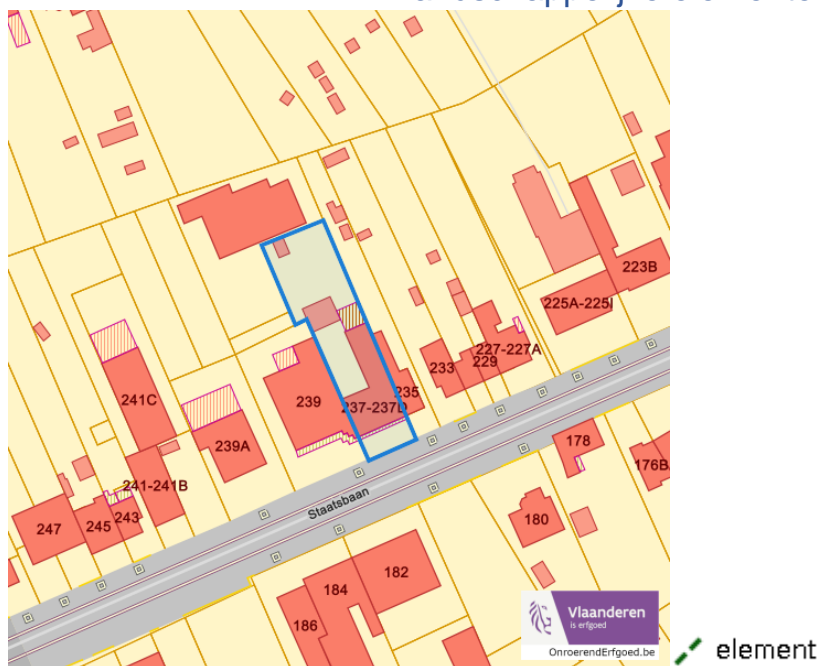 223B
225A-225I
227-227A
233
229
235
239
237-237D
241C
239A
241-241B
247
245
243
Staatsbaan
178
176B
180
182
184
186
Vlaanderen
is erfgoed
OnroerendErfgoed.be
element